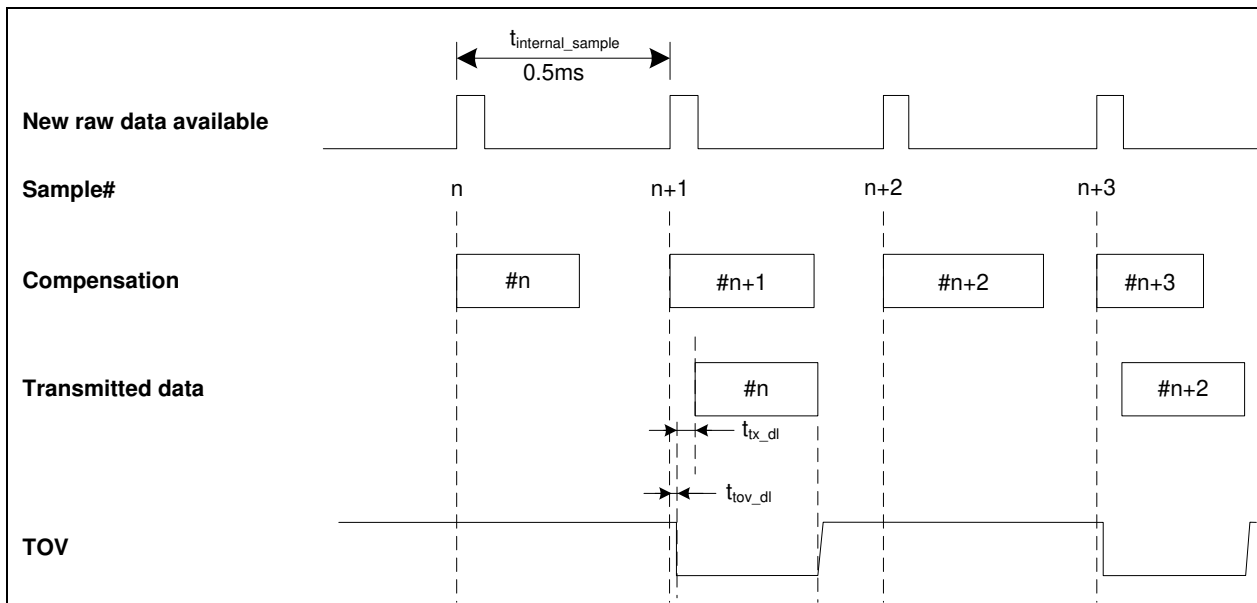 t_internal_sample
0.5ms
New raw data available
Sample# n n+1 n+2 n+3
Compensation #n #n+1 #n+2 #n+3
Transmitted data #n #n+2
t_tx_dl
t_tov_dl
TOV